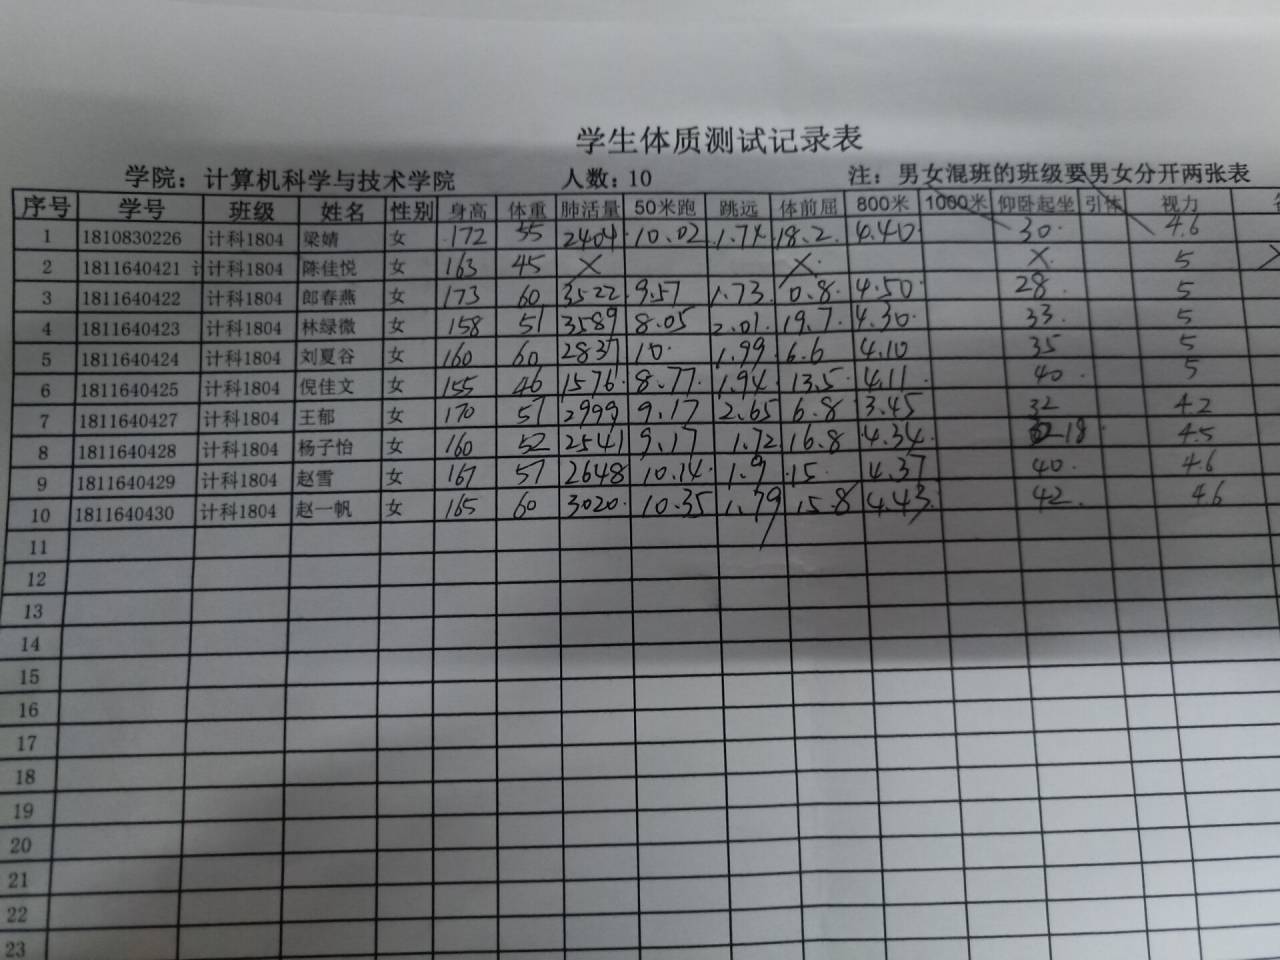 学生体质测试记录表
学院：计算机科学与技术学院 人数：10 注：男女混班的班级要男女分开两张表
序号 学号 班级 姓名 性别 身高 体重 肺活量 50米跑 跳远 体前屈 800米 1000米 仰卧起坐 引体 视力
1 1810830226 计科1804 梁婧 女 172 55 2404 10.02 1.74 18.2 4.40 30 4.6
2 1811640421 计科1804 陈佳悦 女 163 45 X X X 5
3 1811640422 计科1804 郎春燕 女 173 60 3522 9.57 1.73 0.8 4.50 28 5
4 1811640423 计科1804 林绿微 女 158 51 3589 8.05 2.01 19.7 4.30 33 5
5 1811640424 计科1804 刘夏谷 女 160 60 2837 10 1.99 6.6 4.10 35 5
6 1811640425 计科1804 倪佳文 女 155 46 1576 8.77 1.94 13.5 4.11 40 5
7 1811640427 计科1804 王郁 女 170 57 2999 9.17 2.65 6.8 3.45 32 4.2
8 1811640428 计科1804 杨子怡 女 160 52 2541 9.17 1.72 16.8 4.34 18 4.5
9 1811640429 计科1804 赵雪 女 167 57 2648 10.14 1.9 15 4.37 40 4.6
10 1811640430 计科1804 赵一帆 女 165 60 3020 10.35 1.79 15.8 4.43 42 4.6
11
12
13
14
15
16
17
18
19
20
21
22
23